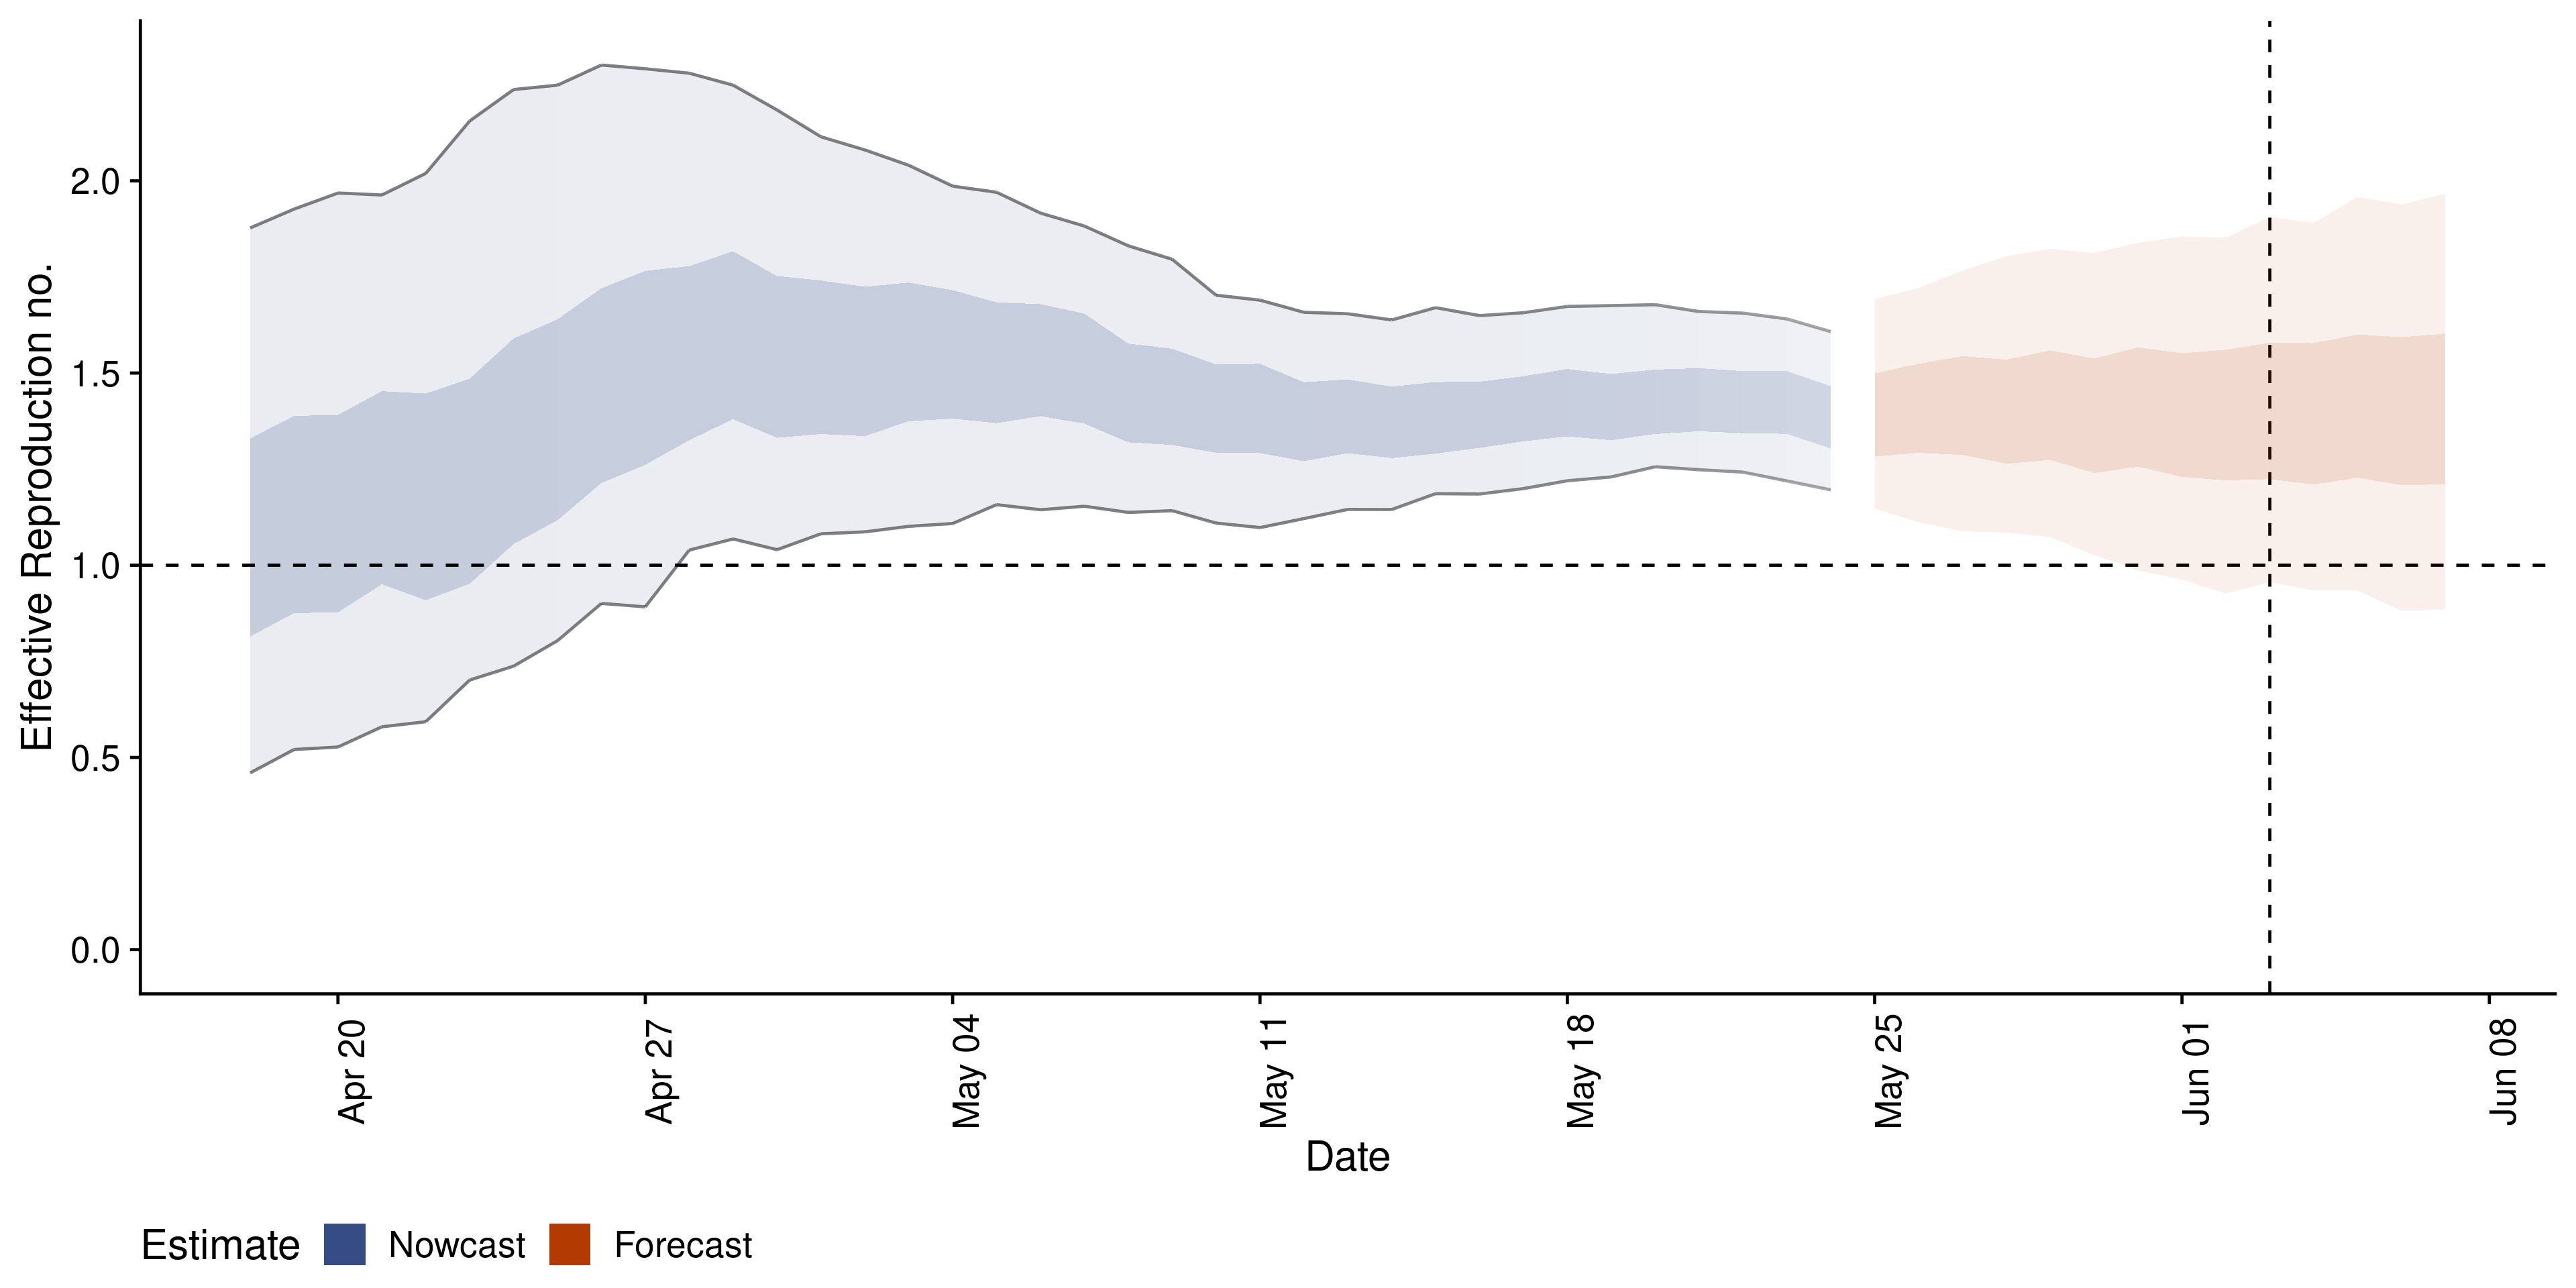 Effective Reproduction no.
2.0
1.5
1.0
0.5
0.0
Apr 20
Apr 27
May 04
May 11
May 18
May 25
Jun 01
Jun 08
Date
Estimate Nowcast Forecast